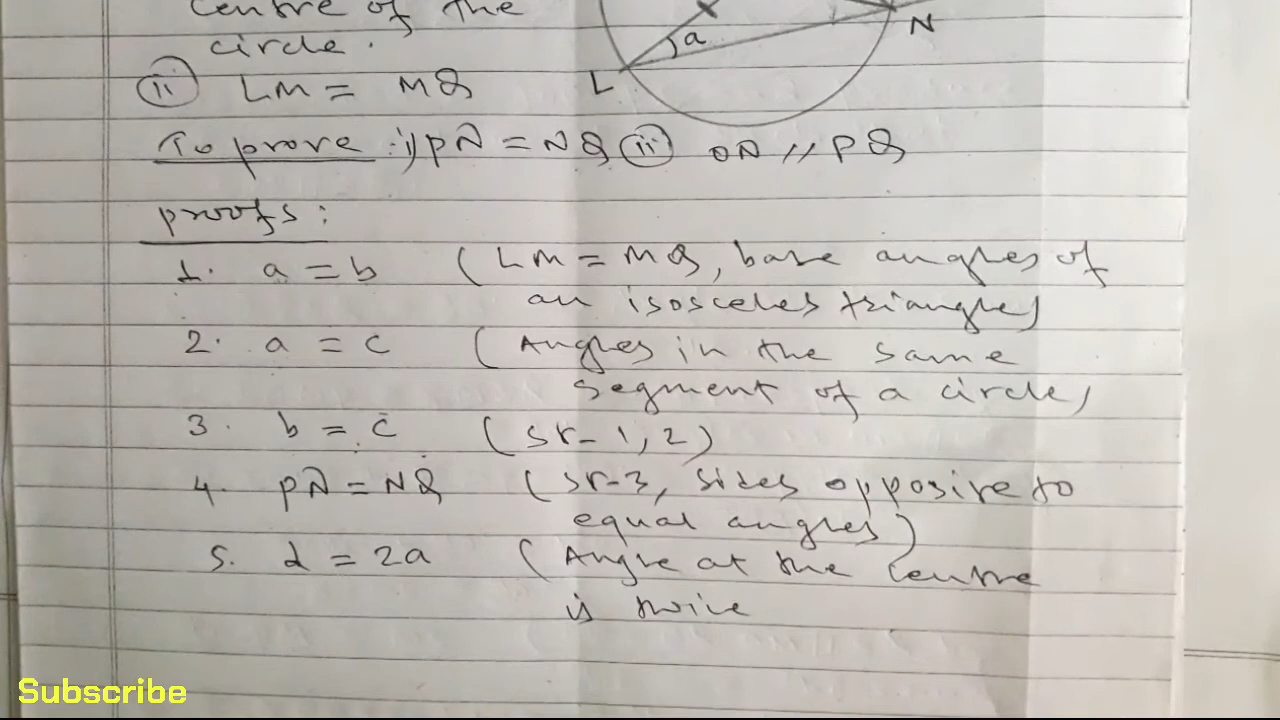 centre of the
circle.
N
a
L
(ii) LM = MQ
To prove : i) PN = NQ (ii) ON // PQ
proofs :
1. a = b ( LM = MQ, base angles of
an isosceles triangle)
2. a = c ( Angles in the same
segment of a circle)
3. b = c ( Sr-1, 2)
4. PN = NQ ( Sr-3, sides opposite to
equal angles)
5. d = 2a ( Angle at the centre
is twice
Subscribe